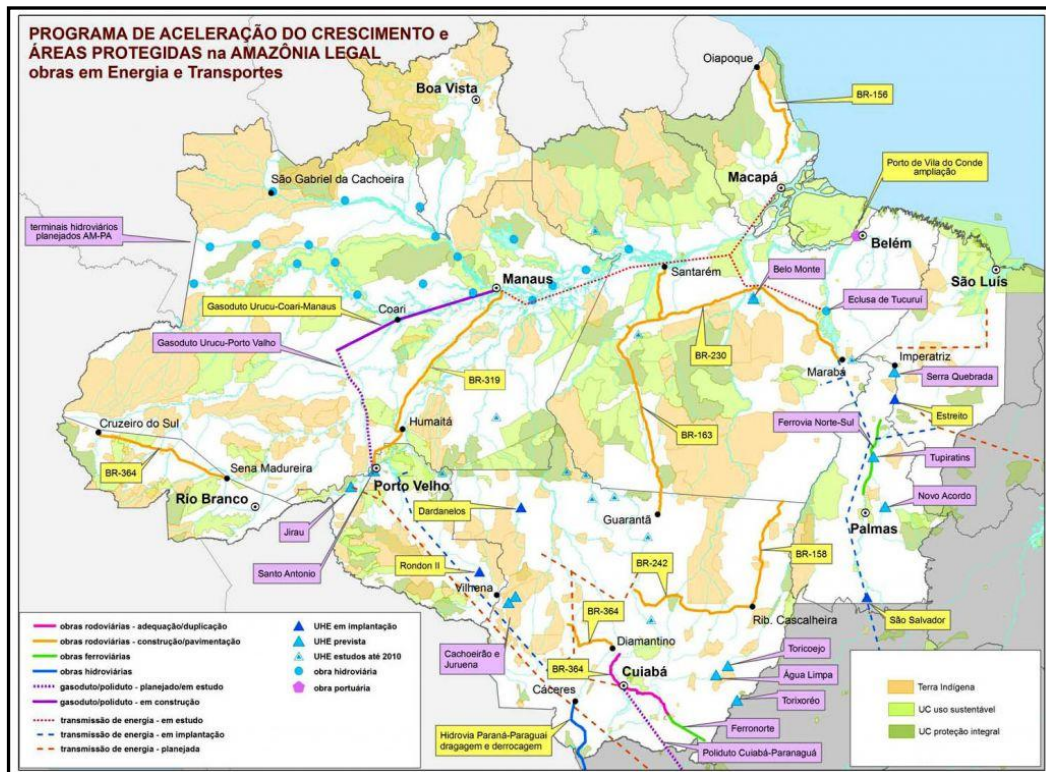 PROGRAMA DE ACELERAÇÃO DO CRESCIMENTO e
ÁREAS PROTEGIDAS na AMAZÔNIA LEGAL
obras em Energia e Transportes
Oiapoque
Boa Vista
BR-156
Porto de Vila do Conde
ampliação
São Gabriel da Cachoeira
Macapá
terminais hidroviários
planejados AM-PA
Belém
Santarém
Belo Monte
São Luís
Manaus
Gasoduto Urucu-Coari-Manaus
Coari
Eclusa de Tucuruí
Gasoduto Urucu-Porto Valho
BR-230
Imperatriz
Marabá
BR-319
Serra Quebrada
Estreito
Cruzeiro do Sul
Humaitá
BR-163
Ferrovia Norte-Sul
BR-364
Sena Madureira
Tupiratins
Rio Branco
Porto Velho
Dardanelos
Guarantã
Novo Acordo
Palmas
Jirau
BR-158
Santo Antonio
Rondon II
BR-242
Vilhena
BR-364
Rib. Cascalheira
São Salvador
Diamantino
Cachoeirão e
Juruena
BR-364
Cuiabá
Toricoejo
Água Limpa
Cáceres
Torixoréo
Ferronorte
Hidrovia Paraná-Paraguai
dragagem e derrocagem
Poliduto Cuiabá-Paranaguá
obras rodoviárias - adequação/duplicação
obras rodoviárias - construção/pavimentação
obras ferroviárias
obras hidroviárias
gasoduto/poliduto - planejado/em estudo
gasoduto/poliduto - em construção
transmissão de energia - em estudo
transmissão de energia - em implantação
transmissão de energia - planejada
UHE em implantação
UHE prevista
UHE estudos até 2010
obra hidroviária
obra portuária
Terra Indígena
UC uso sustentável
UC proteção integral